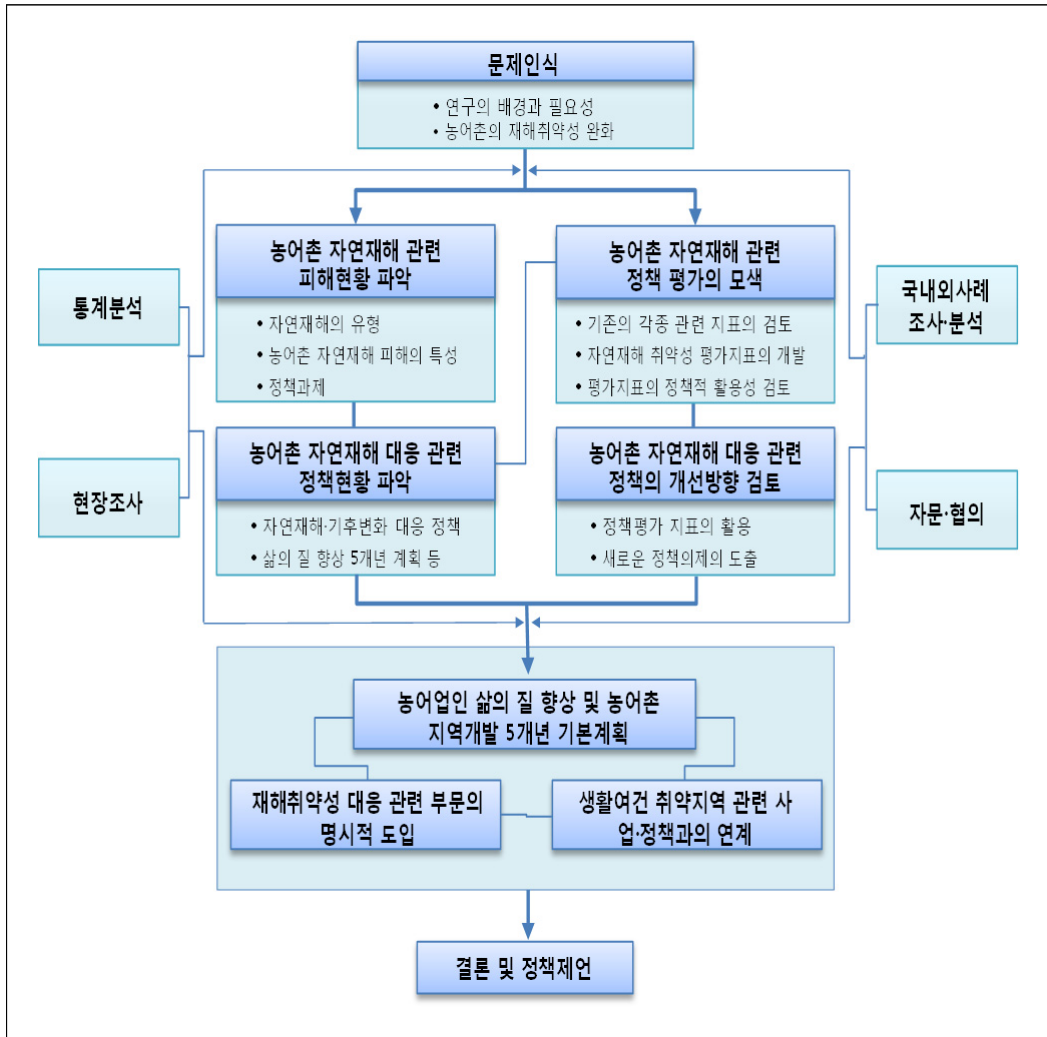 문제인식
• 연구의 배경과 필요성
• 농어촌의 재해취약성 완화
농어촌 자연재해 관련
피해현황 파악
• 자연재해의 유형
• 농어촌 자연재해 피해의 특성
• 정책과제
농어촌 자연재해 관련
정책 평가의 모색
• 기존의 각종 관련 지표의 검토
• 자연재해 취약성 평가지표의 개발
• 평가지표의 정책적 활용성 검토
통계분석
국내외사례
조사·분석
농어촌 자연재해 대응 관련
정책현황 파악
• 자연재해·기후변화 대응 정책
• 삶의 질 향상 5개년 계획 등
농어촌 자연재해 대응 관련
정책의 개선방향 검토
• 정책평가 지표의 활용
• 새로운 정책의제의 도출
현장조사
자문·협의
농어업인 삶의 질 향상 및 농어촌
지역개발 5개년 기본계획
재해취약성 대응 관련 부문의
명시적 도입
생활여건 취약지역 관련 사
업·정책과의 연계
결론 및 정책제언